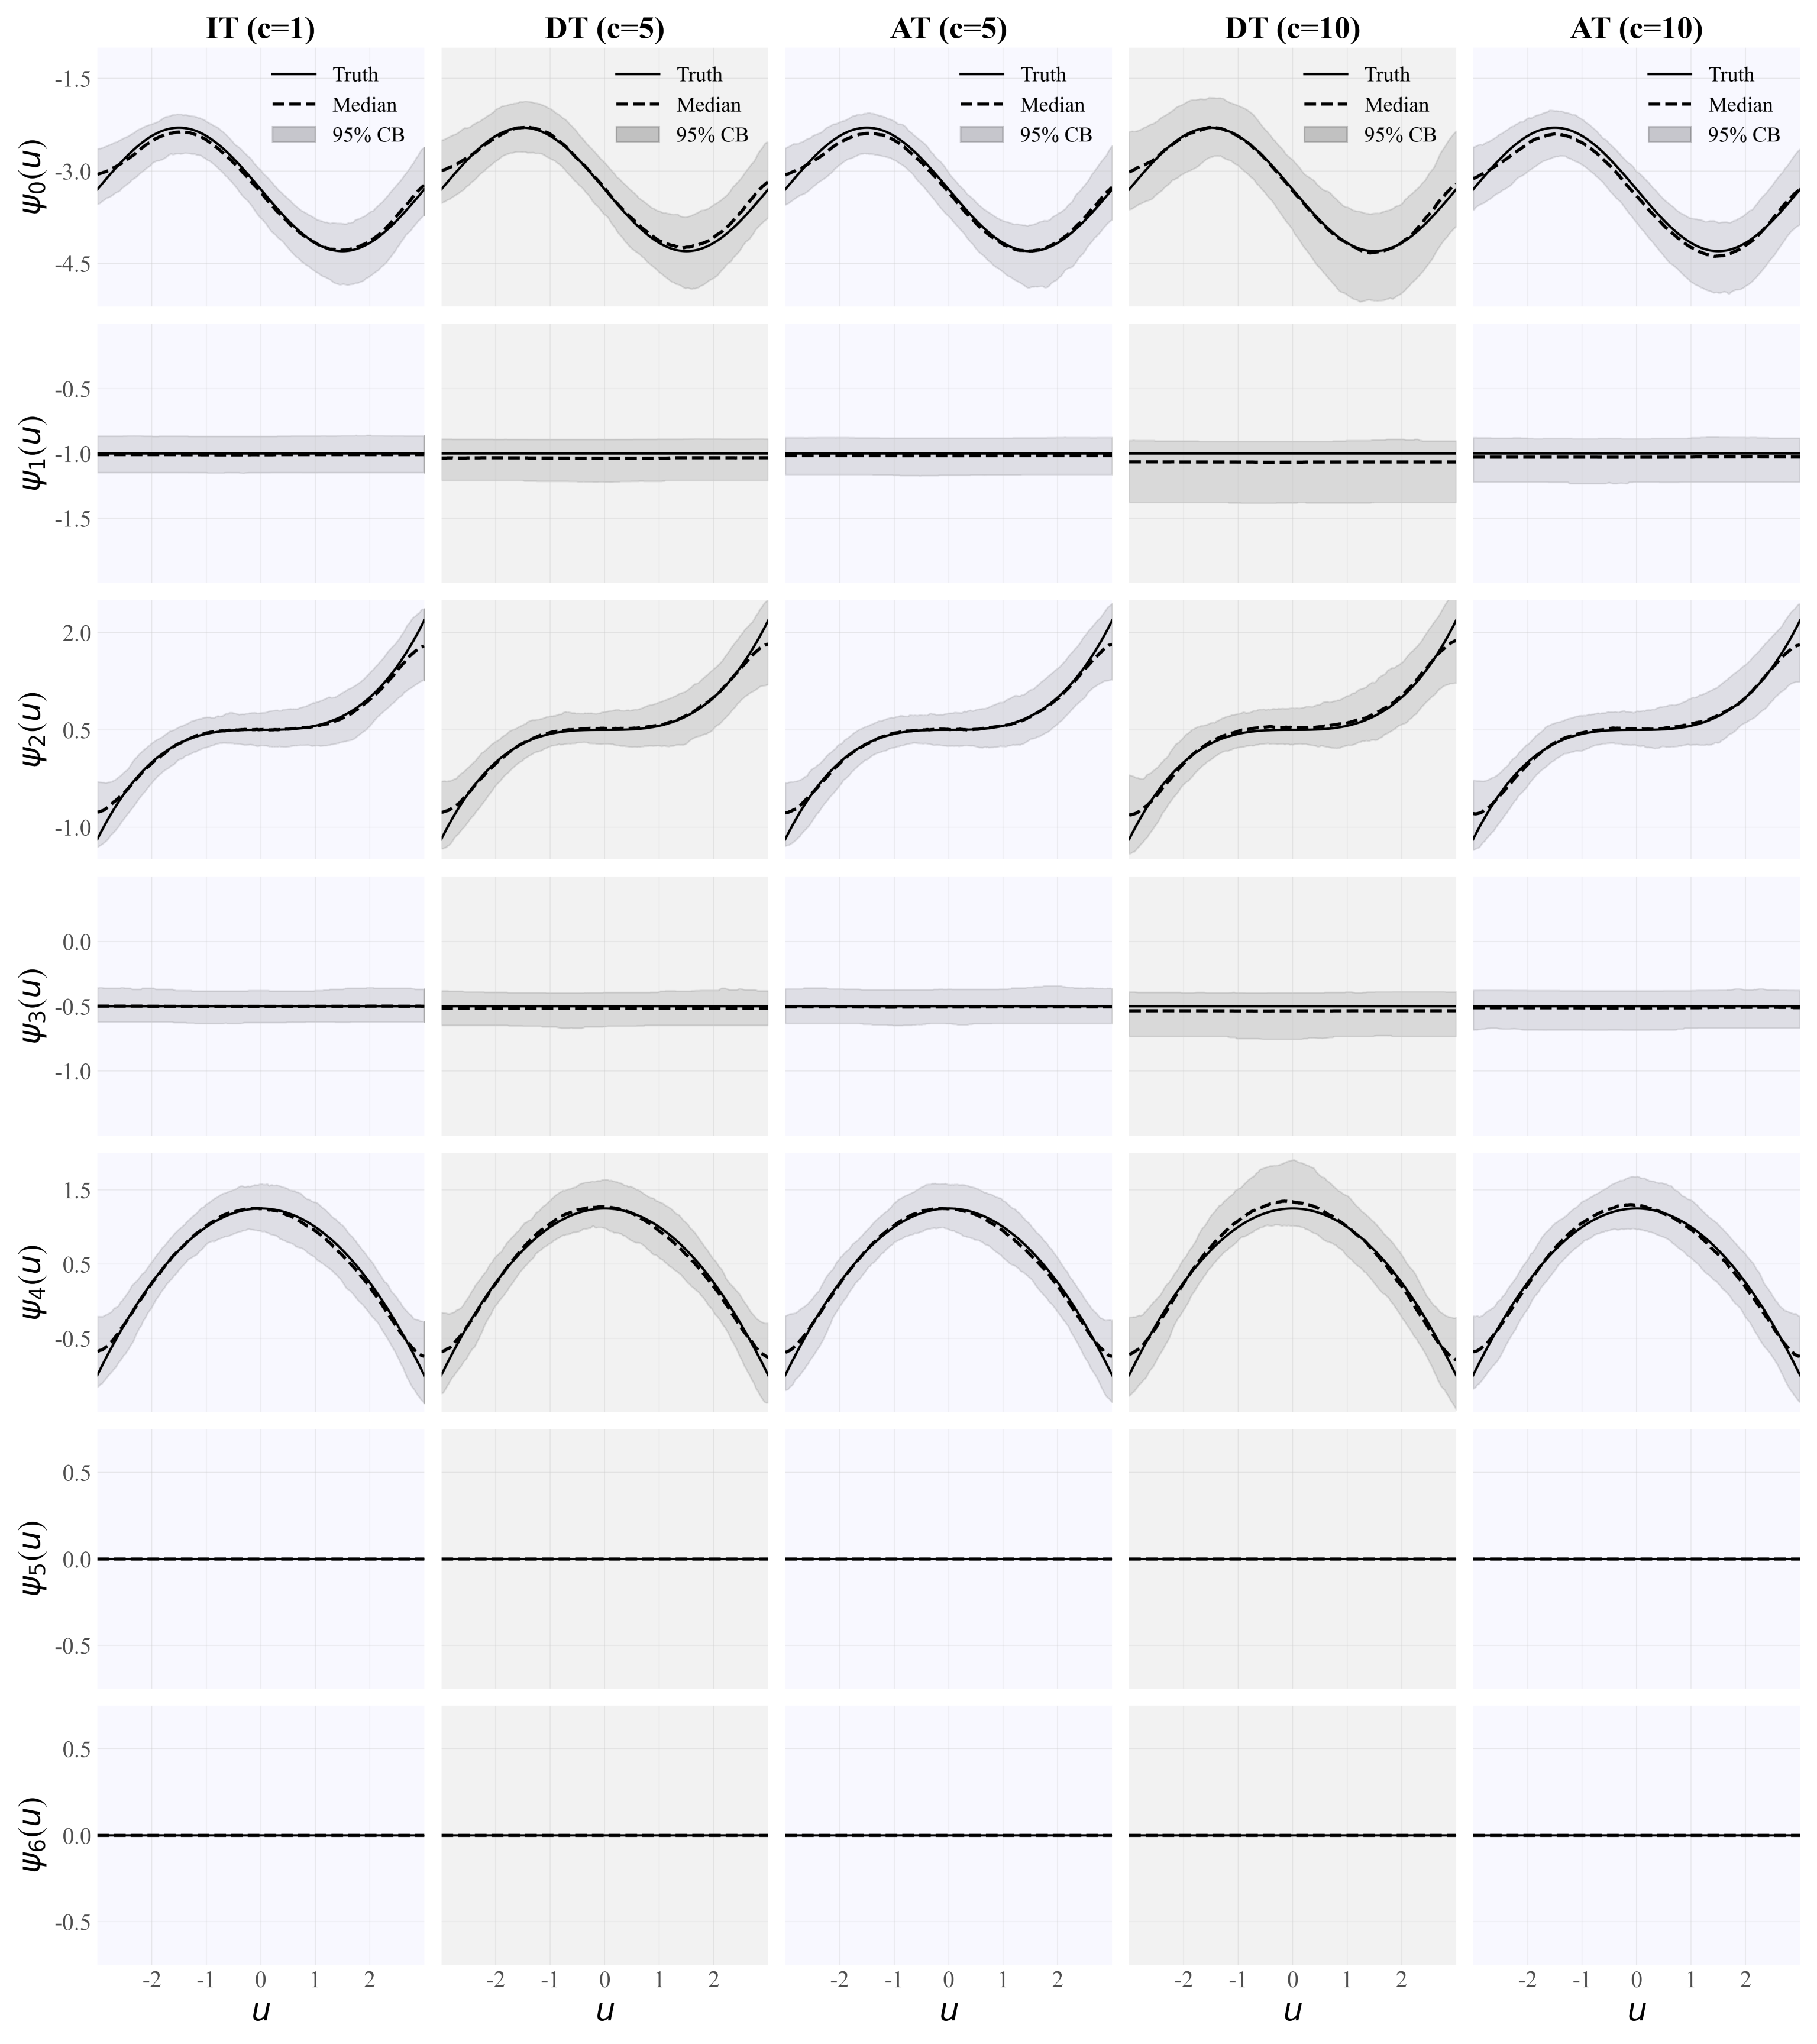 IT (c=1) DT (c=5) AT (c=5) DT (c=10) AT (c=10)
Truth
Median
95% CB
Truth
Median
95% CB
Truth
Median
95% CB
Truth
Median
95% CB
Truth
Median
95% CB
ψ0(u)
-1.5
-3.0
-4.5
ψ1(u)
-0.5
-1.0
-1.5
ψ2(u)
2.0
0.5
-1.0
ψ3(u)
0.0
-0.5
-1.0
ψ4(u)
1.5
0.5
-0.5
ψ5(u)
0.5
0.0
-0.5
ψ6(u)
0.5
0.0
-0.5
-2 -1 0 1 2 -2 -1 0 1 2 -2 -1 0 1 2 -2 -1 0 1 2 -2 -1 0 1 2
u u u u u